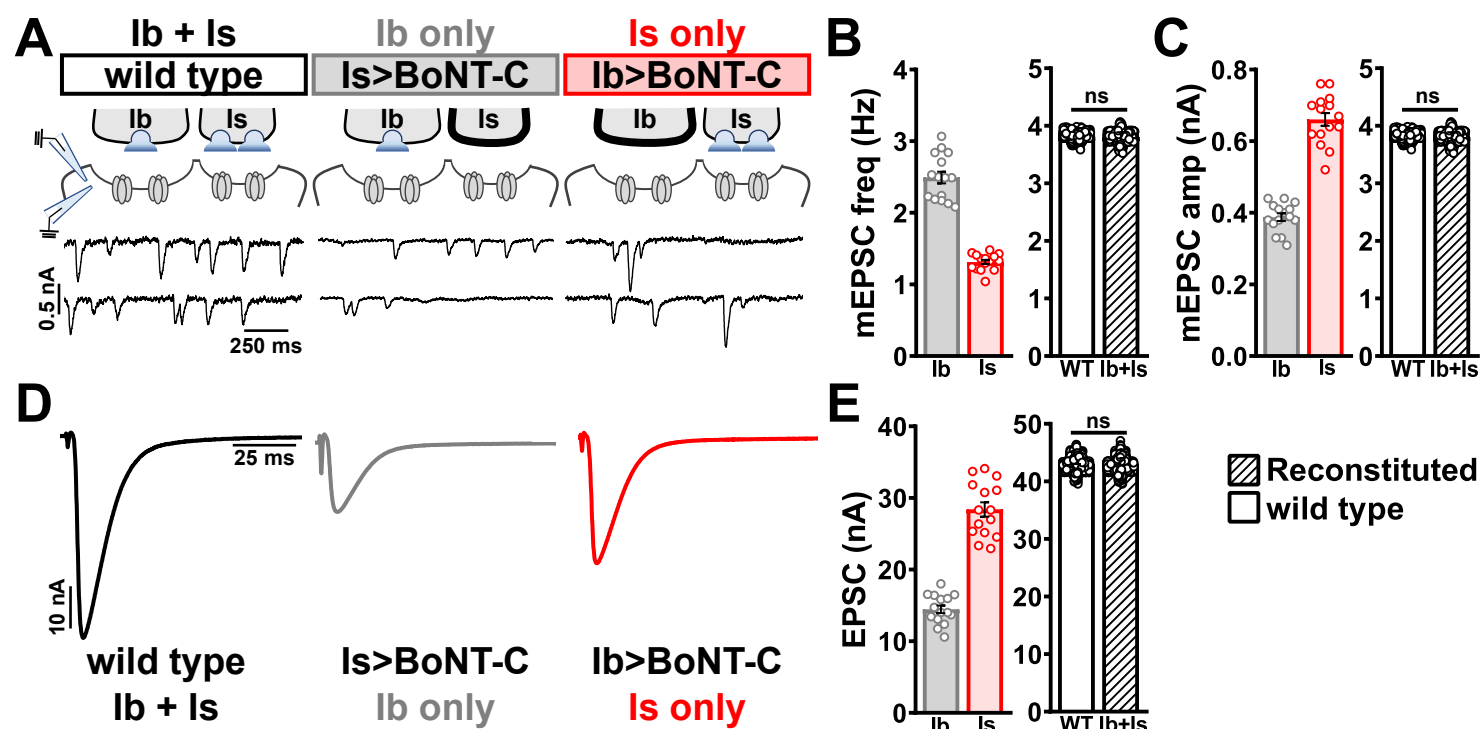 A
Ib + Is
Ib only
Is only
wild type
Is>BoNT-C
Ib>BoNT-C
Ib
Is
Ib
Is
Ib
Is
0.5 nA
250 ms
B
mEPSC freq (Hz)
4
3
2
1
0
Ib
Is
5
4
3
2
1
0
ns
WT
Ib+Is
C
mEPSC amp (nA)
0.8
0.6
0.4
0.2
0.0
Ib
Is
5
4
3
2
1
0
ns
WT
Ib+Is
D
25 ms
10 nA
wild type
Is>BoNT-C
Ib>BoNT-C
Ib + Is
Ib only
Is only
E
EPSC (nA)
40
30
20
10
0
Ib
Is
50
40
30
20
10
0
ns
WT
Ib+Is
Reconstituted
wild type